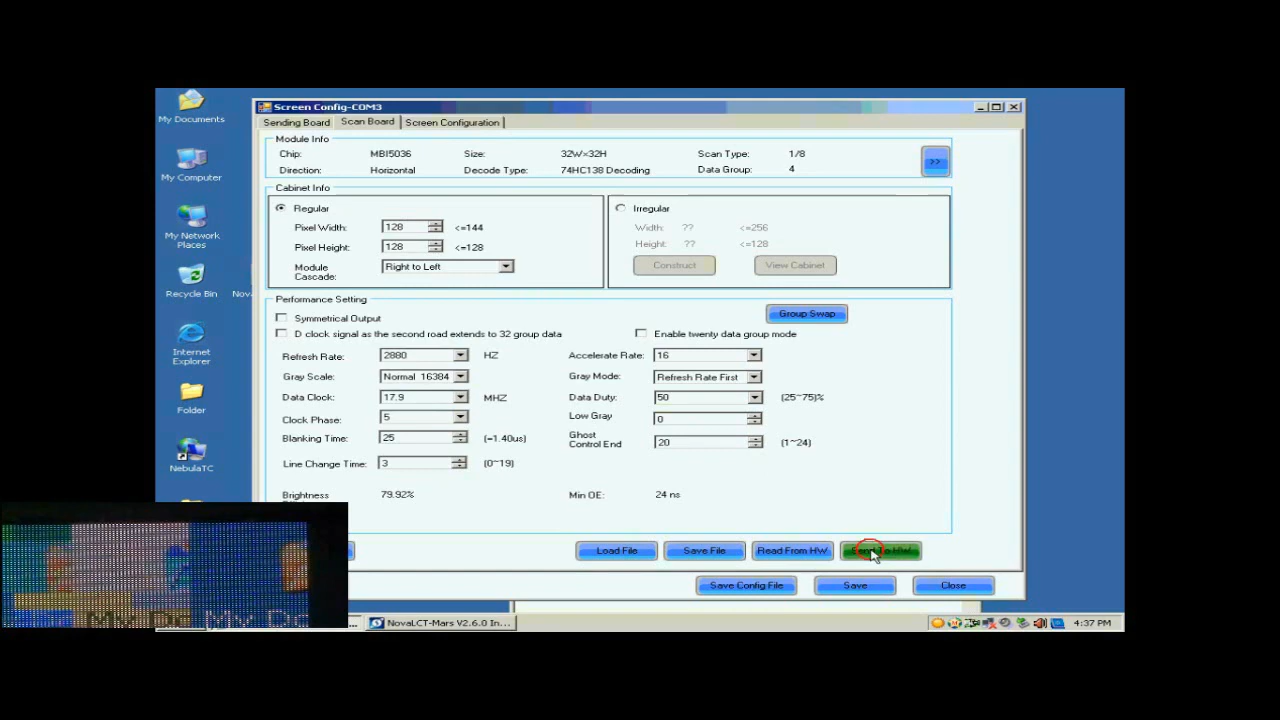 My Documents
My Computer
My Network
Places
Recycle Bin
Nov
Internet
Explorer
Folder
NebulaTC
Screen Config-COM3
Sending Board
Scan Board
Screen Configuration
Module Info
Chip: MBI5036 Size: 32W×32H Scan Type: 1/8
Direction: Horizontal Decode Type: 74HC138 Decoding Data Group: 4
>>
Cabinet Info
Regular
Pixel Width: 128 <=144
Pixel Height: 128 <=128
Module
Cascade:
Right to Left
Irregular
Width: ?? <=256
Height: ?? <=128
Construct
View Cabinet
Performance Setting
Group Swap
Symmetrical Output
D clock signal as the second road extends to 32 group data
Enable twenty data group mode
Refresh Rate: 2880 HZ Accelerate Rate: 16
Gray Scale: Normal 16384 Gray Mode: Refresh Rate First
Data Clock: 17.9 MHZ Data Duty: 50 (25~75)%
Clock Phase: 5 Low Gray 0
Blanking Time: 25 (=1.40us) Ghost
Control End 20 (1~24)
Line Change Time: 3 (0~19)
Brightness 79.92% Min OE: 24 ns
Load File
Save File
Read From HW
Send To HW
Save Config File
Save
Close
NovaLCT-Mars V2.6.0 In...
4:37 PM
My Do My Do